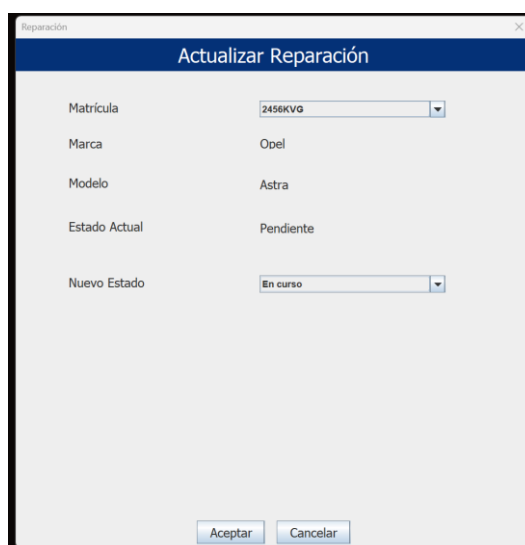 Reparación
Actualizar Reparación
Matrícula 2456KVG
Marca Opel
Modelo Astra
Estado Actual Pendiente
Nuevo Estado En curso
Aceptar Cancelar